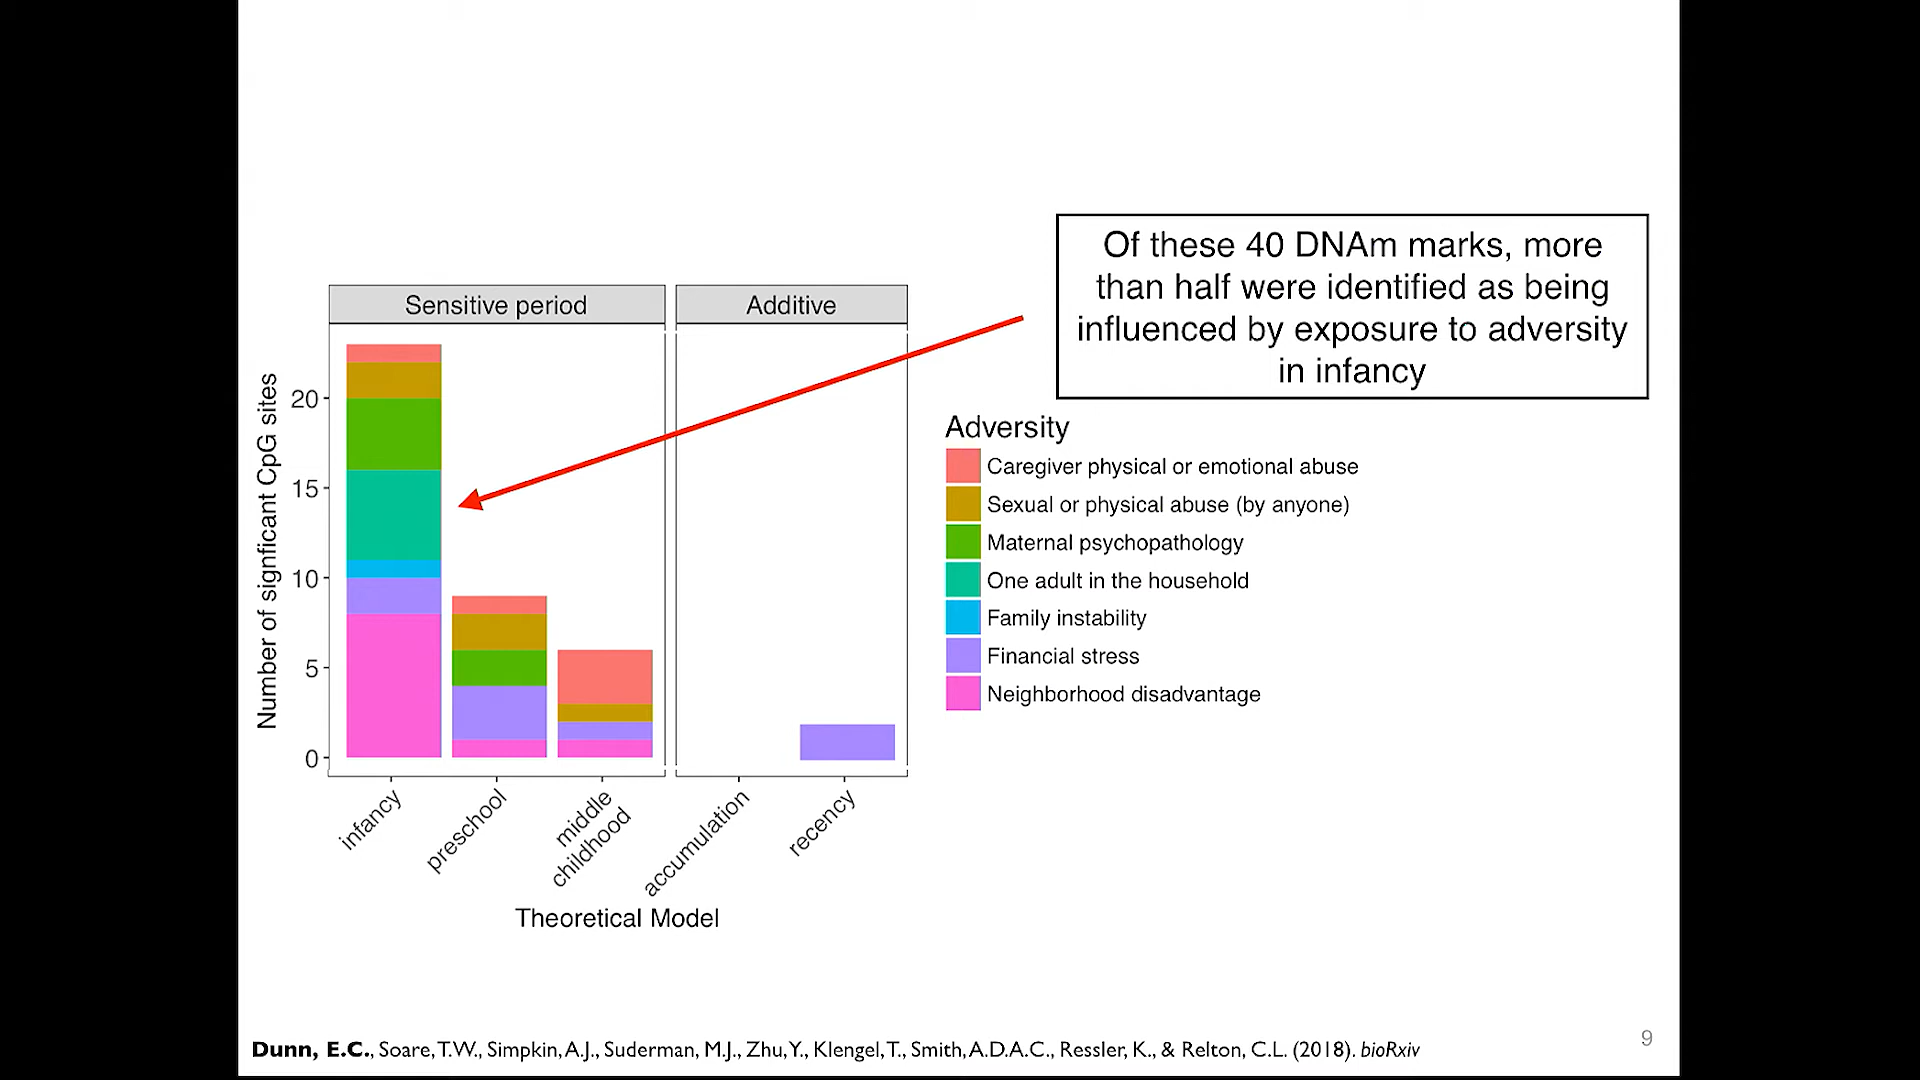 Of these 40 DNAm marks, more
than half were identified as being
influenced by exposure to adversity
in infancy
Sensitive period
Additive
Number of signficant CpG sites
20
15
10
5
0
infancy
preschool
middle
childhood
accumulation
recency
Theoretical Model
Adversity
Caregiver physical or emotional abuse
Sexual or physical abuse (by anyone)
Maternal psychopathology
One adult in the household
Family instability
Financial stress
Neighborhood disadvantage
Dunn, E.C., Soare, T.W., Simpkin, A.J., Suderman, M.J., Zhu, Y., Klengel, T., Smith, A.D.A.C., Ressler, K., & Relton, C.L. (2018). bioRxiv
9